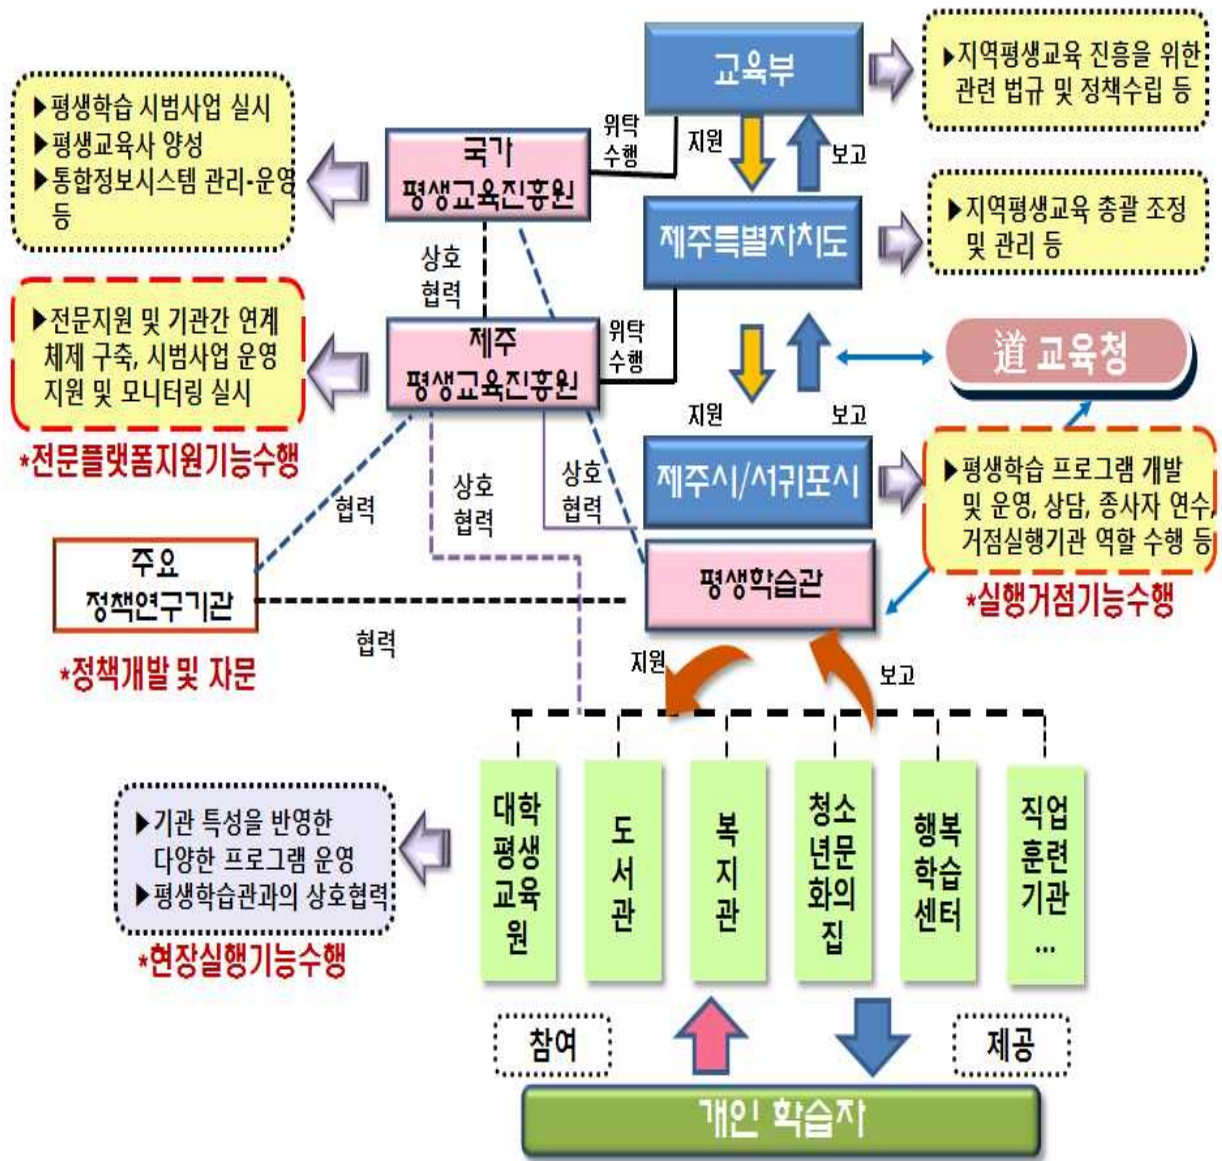 교육부
▶지역평생교육 진흥을 위한
관련 법규 및 정책수립 등
▶평생학습 시범사업 실시
▶평생교육사 양성
▶통합정보시스템 관리-운영
등
국가
평생교육진흥원
위탁
수행
지원
보고
제주특별자치도
▶지역평생교육 총괄 조정
및 관리 등
상호
협력
▶전문지원 및 기관간 연계
체제 구축, 시범사업 운영
지원 및 모니터링 실시
*전문플랫폼지원기능수행
제주
평생교육진흥원
위탁
수행
지원
보고
道 교육청
제주시/서귀포시
▶평생학습 프로그램 개발
및 운영, 상담, 종사자 연수,
거점실행기관 역할 수행 등
*실행거점기능수행
협력
상호
협력
상호
협력
주요
정책연구기관
*정책개발 및 자문
평생학습관
협력
지원
보고
대학
평생
교육
원
도
서
관
복
지
관
청소
년문
화의
집
행복
학습
센터
직업
훈련
기관
...
▶기관 특성을 반영한
다양한 프로그램 운영
▶평생학습관과의 상호협력
*현장실행기능수행
참여
제공
개인 학습자